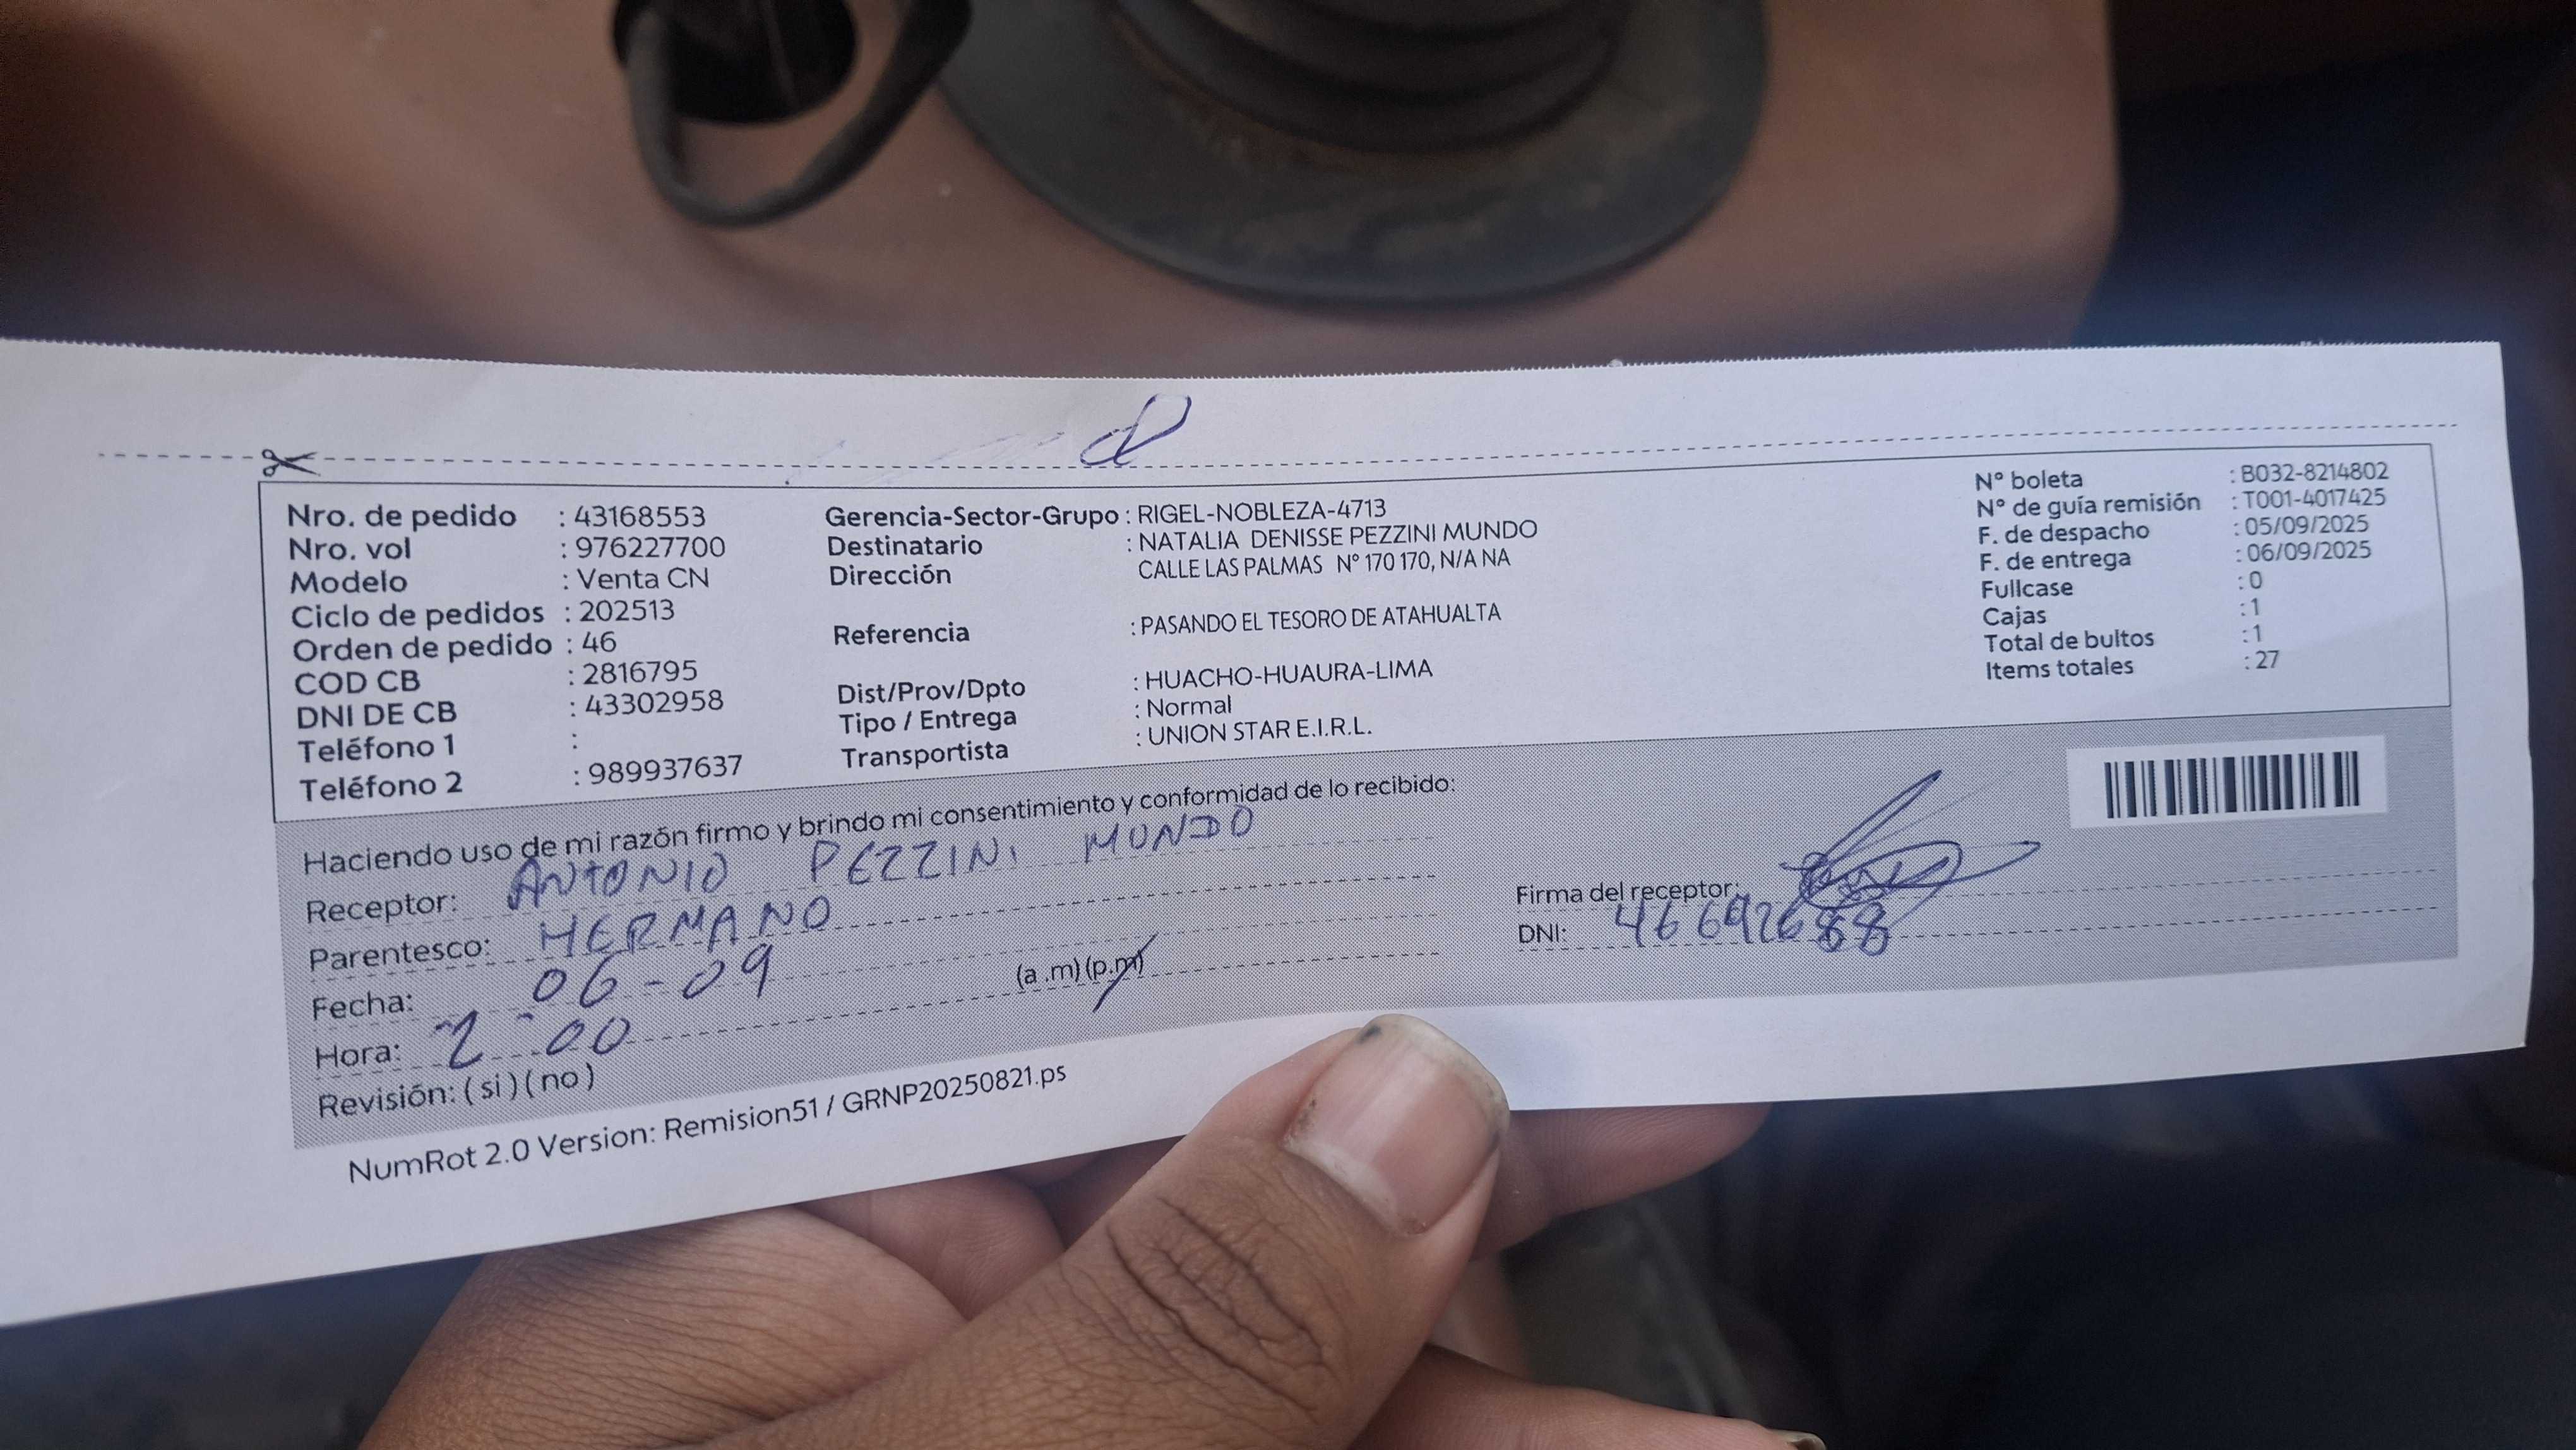 Nro. de pedido : 43168553
Nro. vol : 976227700
Modelo : Venta CN
Ciclo de pedidos : 202513
Orden de pedido : 46
COD CB : 2816795
DNI DE CB : 43302958
Teléfono 1 :
Teléfono 2 : 989937637
Gerencia-Sector-Grupo : RIGEL-NOBLEZA-4713
Destinatario : NATALIA DENISSE PEZZINI MUNDO
Dirección CALLE LAS PALMAS Nº 170 170, N/A NA
Referencia : PASANDO EL TESORO DE ATAHUALTA
Dist/Prov/Dpto : HUACHO-HUAURA-LIMA
Tipo / Entrega : Normal
Transportista : UNION STAR E.I.R.L.
Nº boleta : B032-8214802
Nº de guía remisión : T001-4017425
F. de despacho : 05/09/2025
F. de entrega : 06/09/2025
Fullcase : 0
Cajas : 1
Total de bultos : 1
Items totales : 27
Haciendo uso de mi razón firmo y brindo mi consentimiento y conformidad de lo recibido:
Receptor: ANTONIO PEZZINI MUNDO
Parentesco: HERMANO
Fecha: 06-09
Hora: 2:00 (a .m) (p.m)
Revisión: ( si ) ( no )
Firma del receptor:
DNI:
NumRot 2.0 Version: Remision51 / GRNP20250821.ps